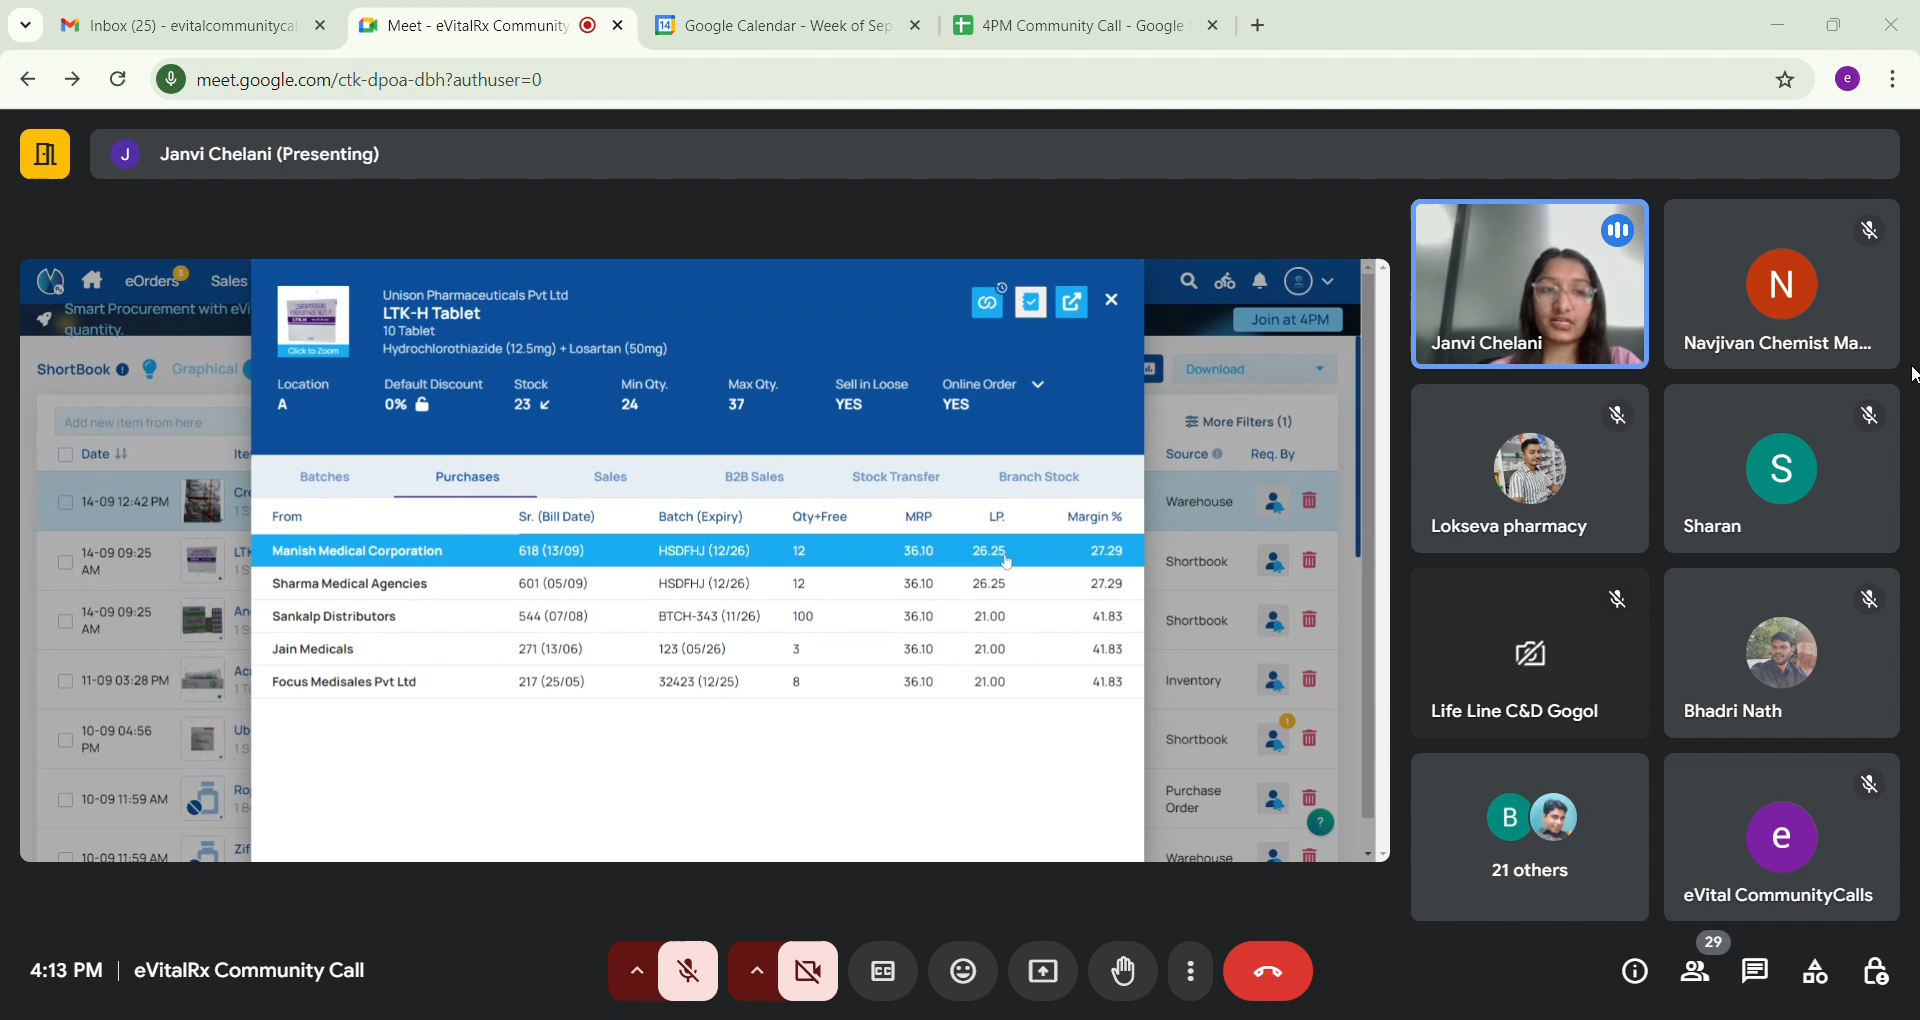 Inbox (25) - evitalcommunityca
Meet - eVitalRx Community
14
Google Calendar - Week of Sep
4PM Community Call - Google
meet.google.com/ctk-dpoa-dbh?authuser=0
e
J
Janvi Chelani (Presenting)
eOrders 3
Sales
Smart Procurement with eVi
quantity.
Join at 4PM
ShortBook
Graphical
Download
Add new item from here
More Filters (1)
Date
Ite
Source
Req. By
14-09 12:42 PM
Cre
Warehouse
14-09 09:25
AM
LTK
Shortbook
14-09 09:25
AM
An
Shortbook
11-09 03:28 PM
Inventory
10-09 04:56
PM
Ub
Shortbook
1
10-09 11:59 AM
Ro
Purchase
Order
?
10-09 11:59 AM
Zif
Warehouse
Click to Zoom
Unison Pharmaceuticals Pvt Ltd
LTK-H Tablet
10 Tablet
Hydrochlorothiazide (12.5mg) + Losartan (50mg)
Location
Default Discount
Stock
Min Qty.
Max Qty.
Sell in Loose
Online Order
A
0%
23
24
37
YES
YES
Batches
Purchases
Sales
B2B Sales
Stock Transfer
Branch Stock
From Sr. (Bill Date) Batch (Expiry) Qty+Free MRP LP. Margin %
Manish Medical Corporation 618 (13/09) HSDFHJ (12/26) 12 36.10 26.25 27.29
Sharma Medical Agencies 601 (05/09) HSDFHJ (12/26) 12 36.10 26.25 27.29
Sankalp Distributors 544 (07/08) BTCH-343 (11/26) 100 36.10 21.00 41.83
Jain Medicals 271 (13/06) 123 (05/26) 3 36.10 21.00 41.83
Focus Medisales Pvt Ltd 217 (25/05) 32423 (12/25) 8 36.10 21.00 41.83
Janvi Chelani
N
Navjivan Chemist Ma...
Lokseva pharmacy
S
Sharan
Life Line C&D Gogol
Bhadri Nath
B
21 others
e
eVital CommunityCalls
4:13 PM | eVitalRx Community Call
29